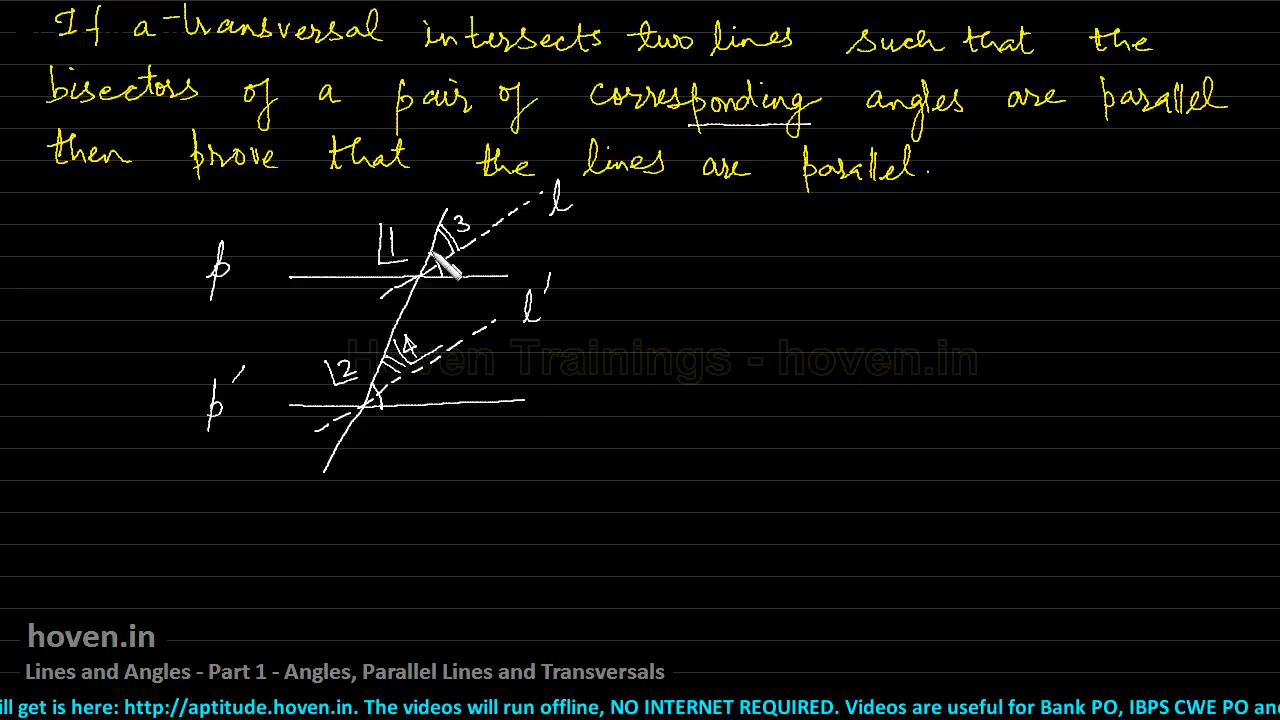 If a transversal intersects two lines such that the
bisectors of a pair of corresponding angles are parallel
then prove that the lines are parallel.
l
∠1 3
p
l'
4
∠2
p'
Hoven Trainings - hoven.in
hoven.in
Lines and Angles - Part 1 - Angles, Parallel Lines and Transversals
ill get is here: http://aptitude.hoven.in. The videos will run offline, NO INTERNET REQUIRED. Videos are useful for Bank PO, IBPS CWE PO and